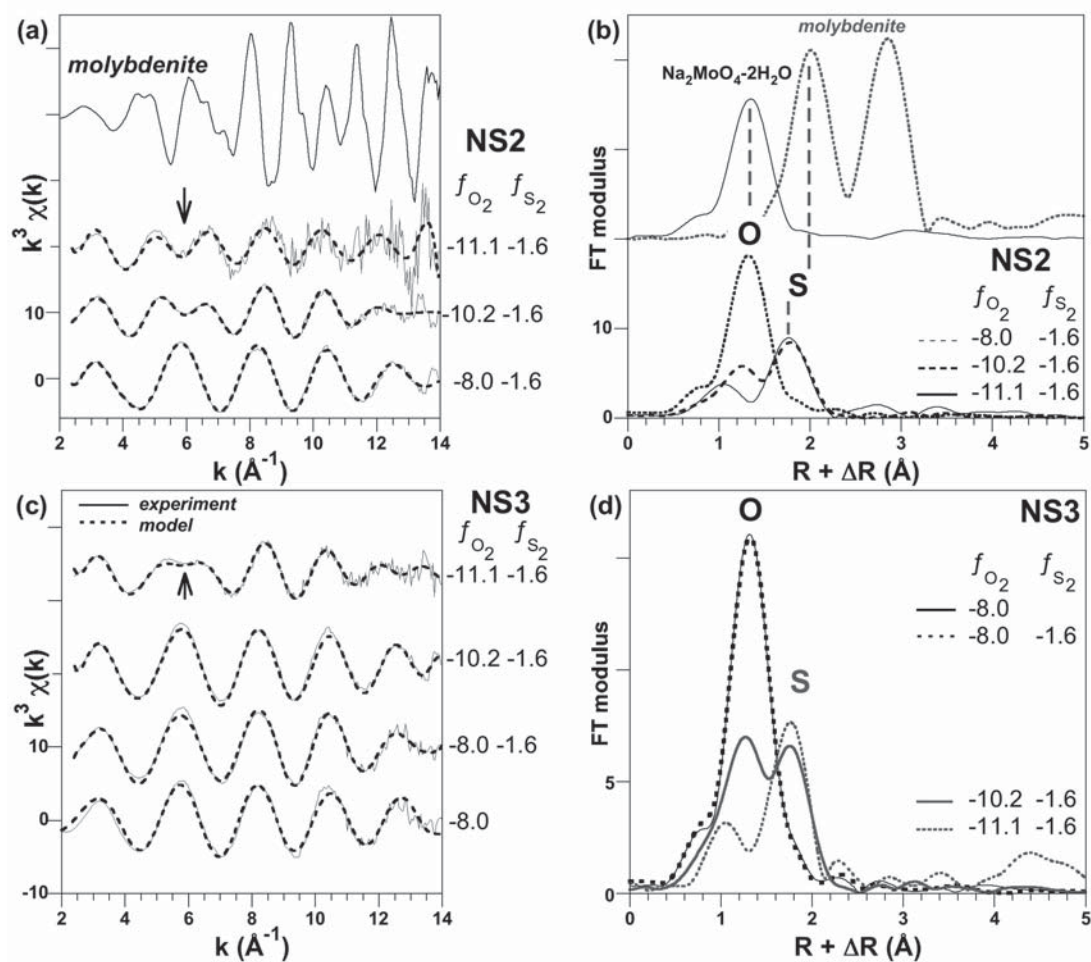 (a)
molybdenite
NS2
fO2 fS2
-11.1 -1.6
-10.2 -1.6
-8.0 -1.6
10
0
k³ χ(k)
2 4 6 8 10 12 14
k (Å⁻¹)
(b)
molybdenite
Na2MoO4-2H2O
O
S
NS2
fO2 fS2
-8.0 -1.6
-10.2 -1.6
-11.1 -1.6
10
0
FT modulus
0 1 2 3 4 5
R + ΔR (Å)
(c)
experiment
model
NS3
fO2 fS2
-11.1 -1.6
-10.2 -1.6
-8.0 -1.6
-8.0
10
0
-10
k³ χ(k)
2 4 6 8 10 12 14
k (Å⁻¹)
(d)
O
S
NS3
fO2 fS2
-8.0
-8.0 -1.6
-10.2 -1.6
-11.1 -1.6
5
0
FT modulus
0 1 2 3 4 5
R + ΔR (Å)